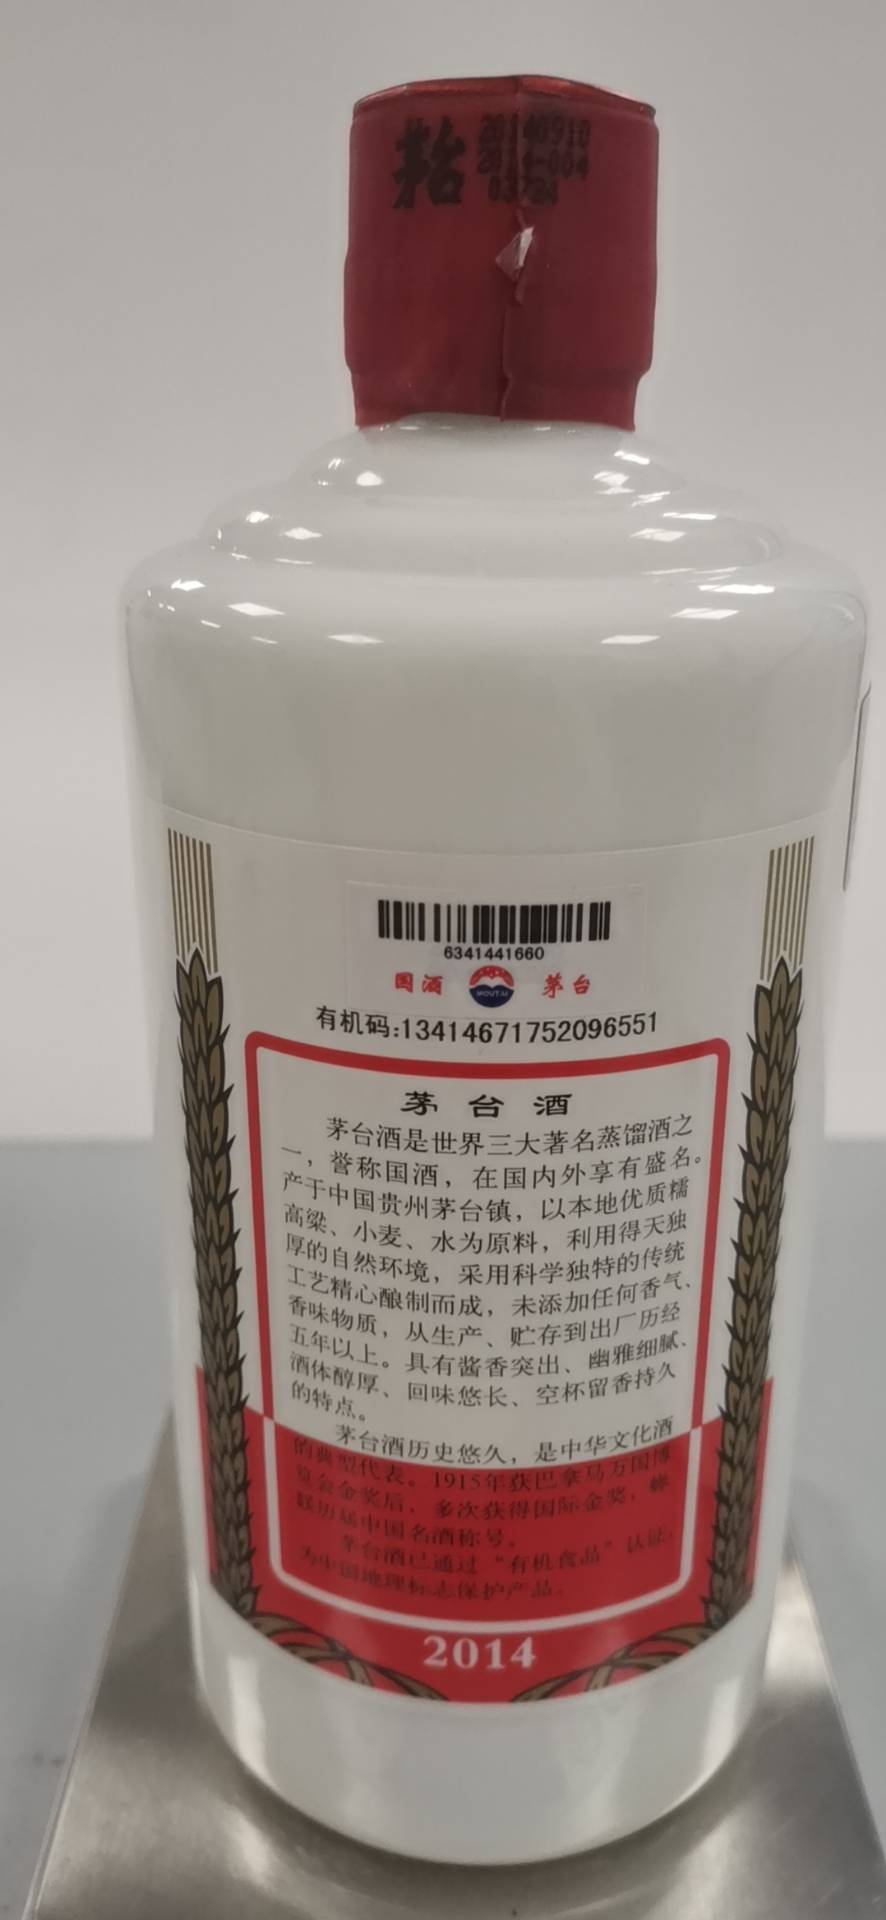 茅台
20140910
2014-004
03724
6341441660
国酒 MOUTAI 茅台
有机码:13414671752096551
茅台酒
茅台酒是世界三大著名蒸馏酒之
一，誉称国酒，在国内外享有盛名。
产于中国贵州茅台镇，以本地优质糯
高粱、小麦、水为原料，利用得天独
厚的自然环境，采用科学独特的传统
工艺精心酿制而成，未添加任何香气、
香味物质，从生产、贮存到出厂历经
五年以上。具有酱香突出、幽雅细腻、
酒体醇厚、回味悠长、空杯留香持久
的特点。
茅台酒历史悠久，是中华文化酒
的典型代表。1915年获巴拿马万国博
览会金奖后，多次获得国际金奖，蝉
联历届中国名酒称号。
茅台酒已通过“有机食品”认证，
为中国地理标志保护产品。
2014